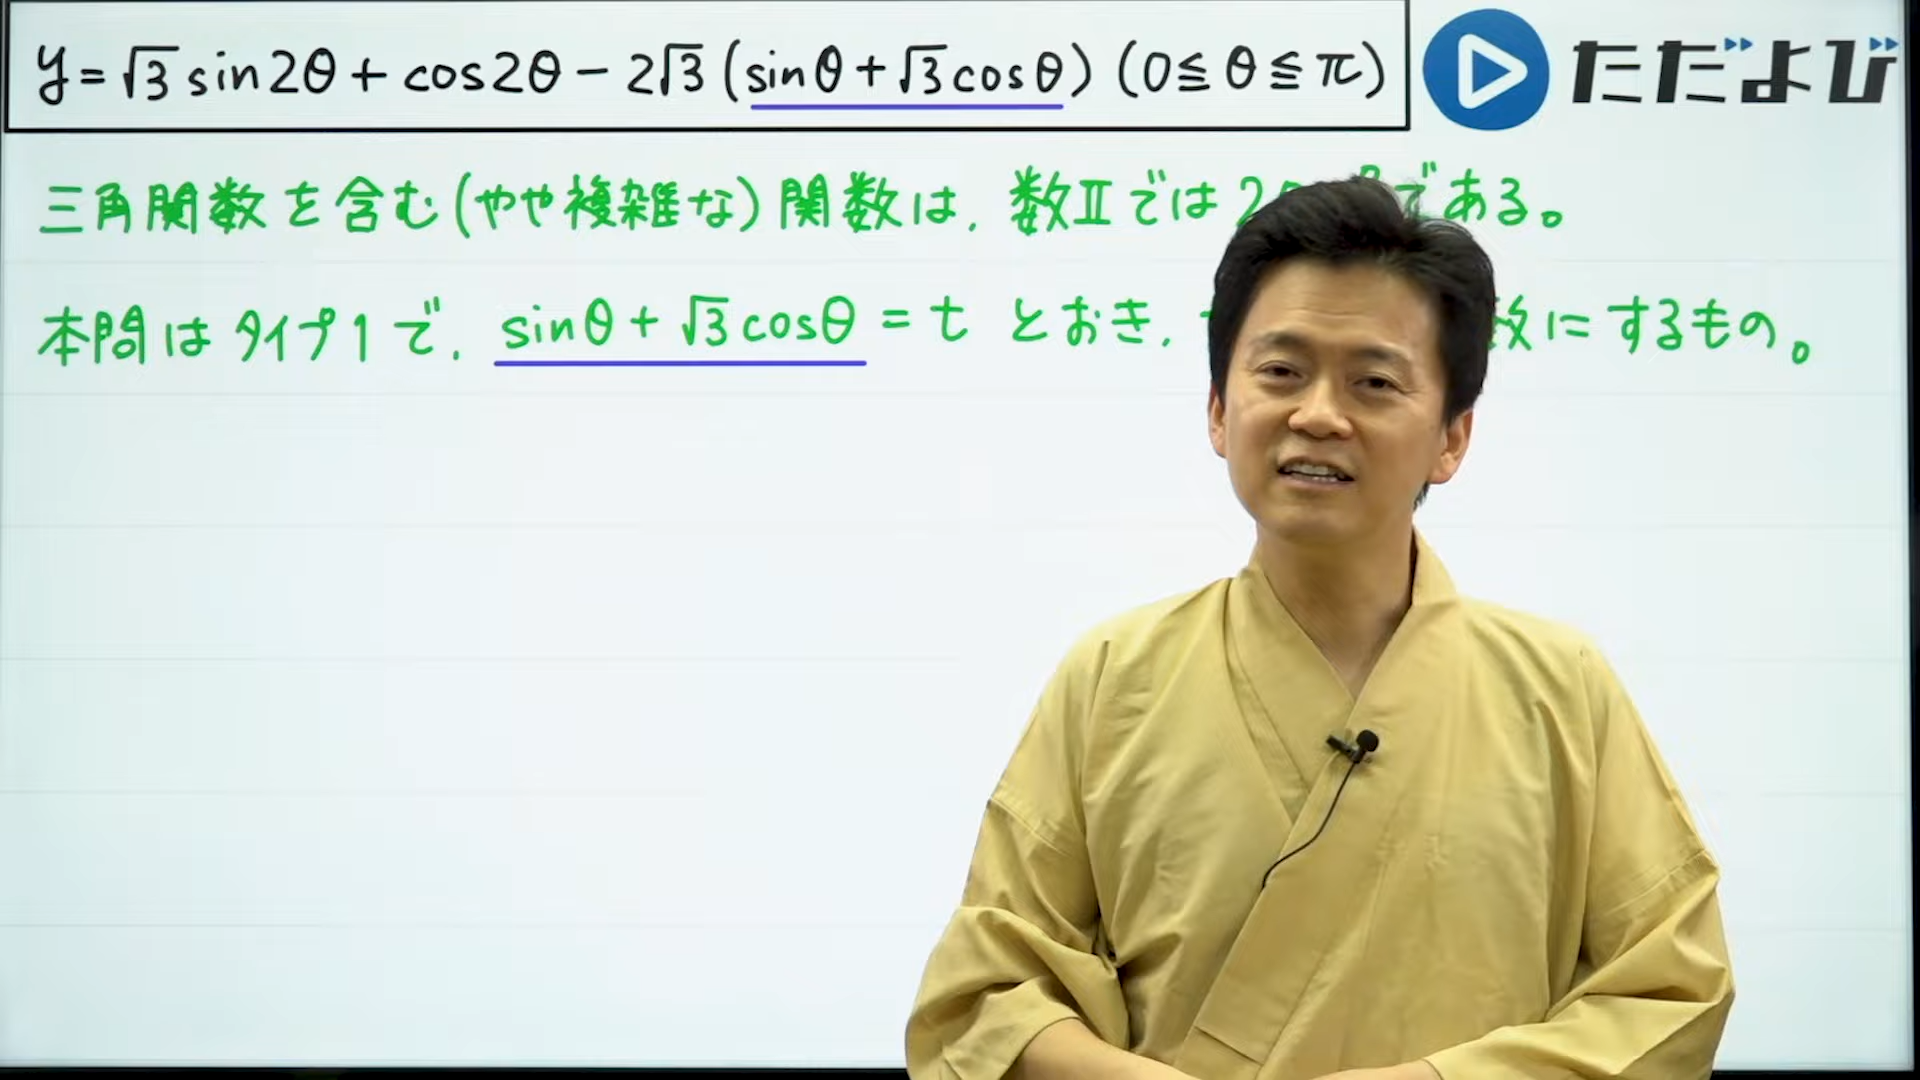 y = √3 sin2θ + cos2θ − 2√3 (sinθ + √3 cosθ) (0 ≦ θ ≦ π)
ただよび
三角関数を含む(やや複雑な)関数は, 数Ⅱでは2 である。
本問はタイプ1で, sinθ + √3 cosθ = t とおき, 数にするもの。